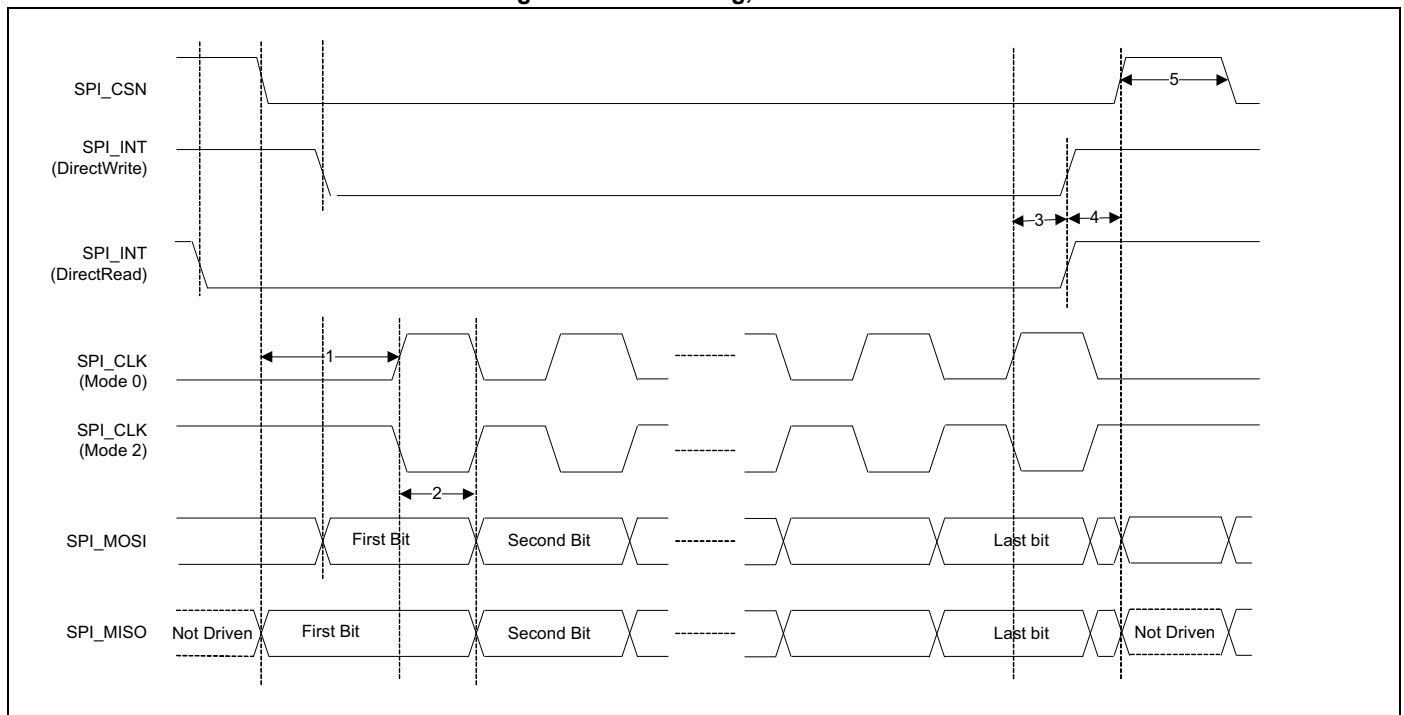 SPI_CSN
5
SPI_INT
(DirectWrite)
3
4
SPI_INT
(DirectRead)
1
SPI_CLK
(Mode 0)
SPI_CLK
(Mode 2)
2
SPI_MOSI
First Bit
Second Bit
Last bit
SPI_MISO
Not Driven
First Bit
Second Bit
Last bit
Not Driven